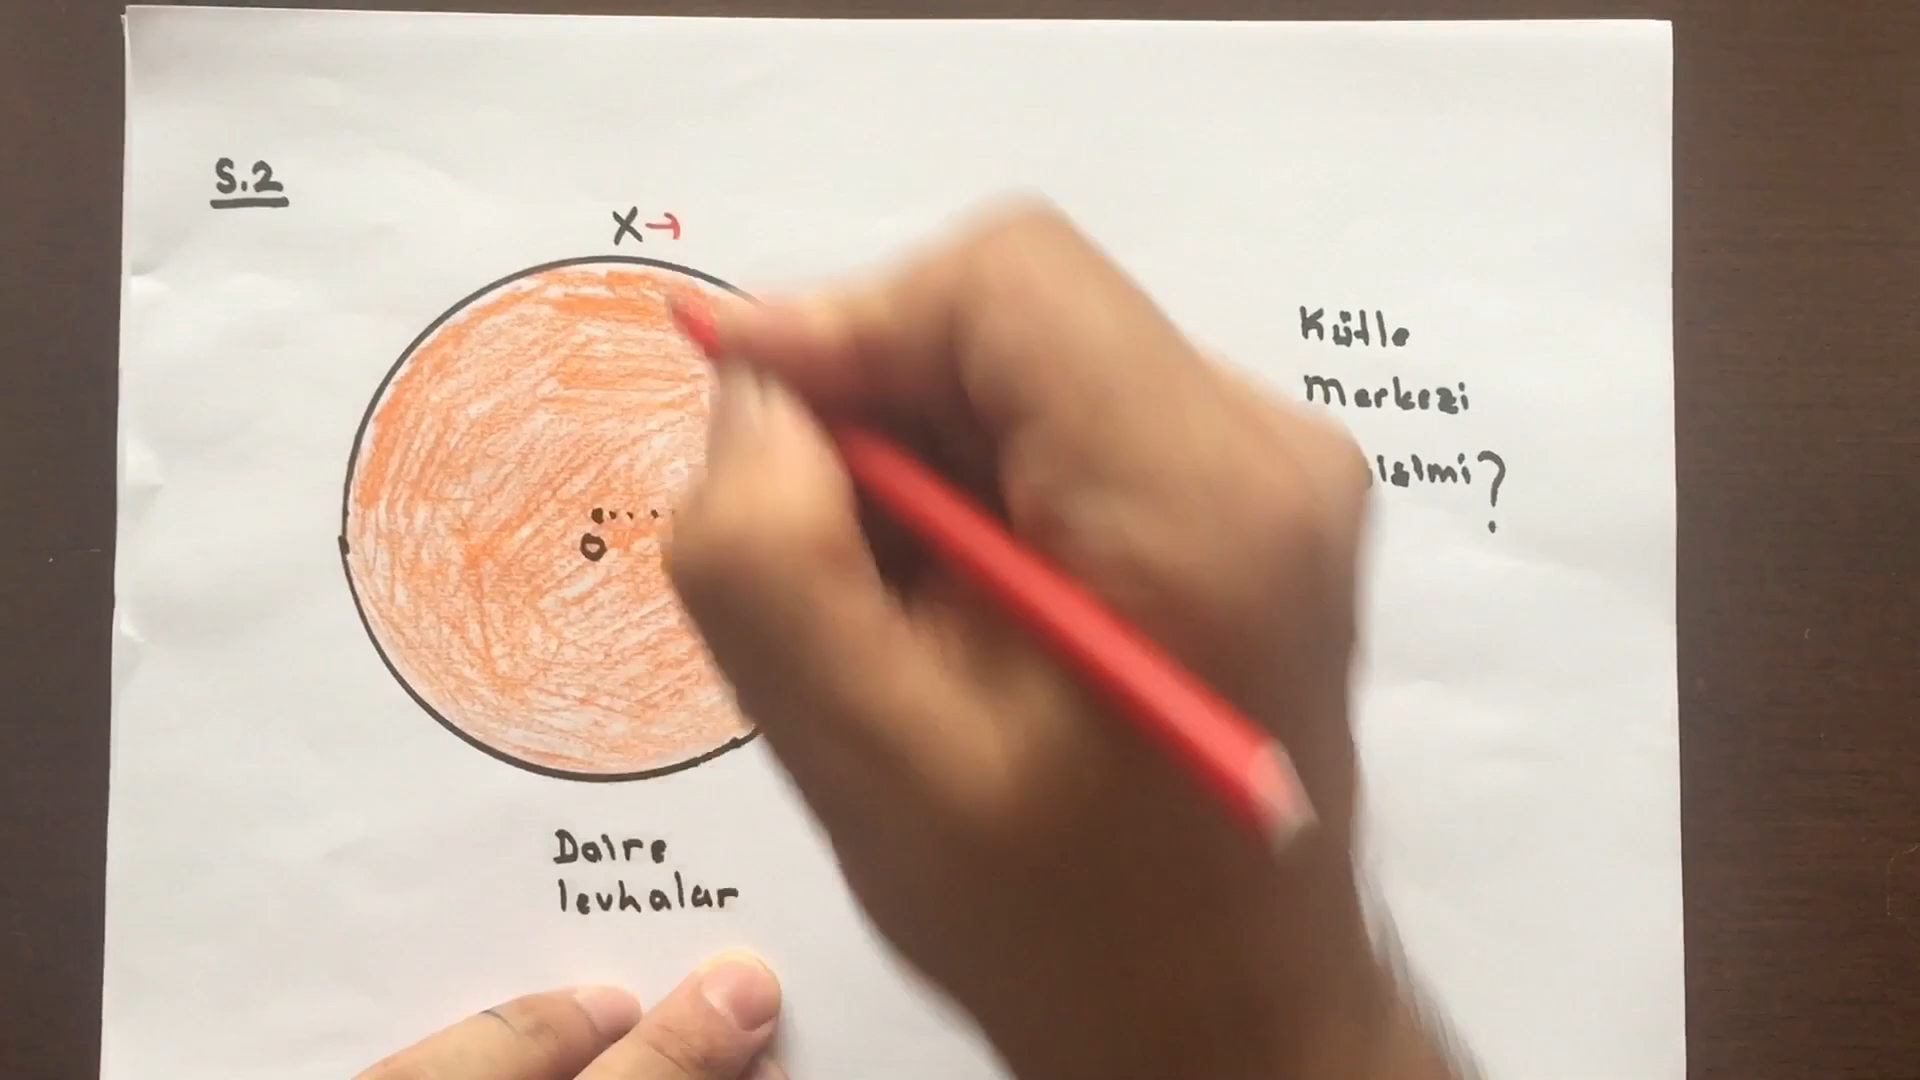 S.2
X→
Kütle
Merkezi
O
Daire
levhalar